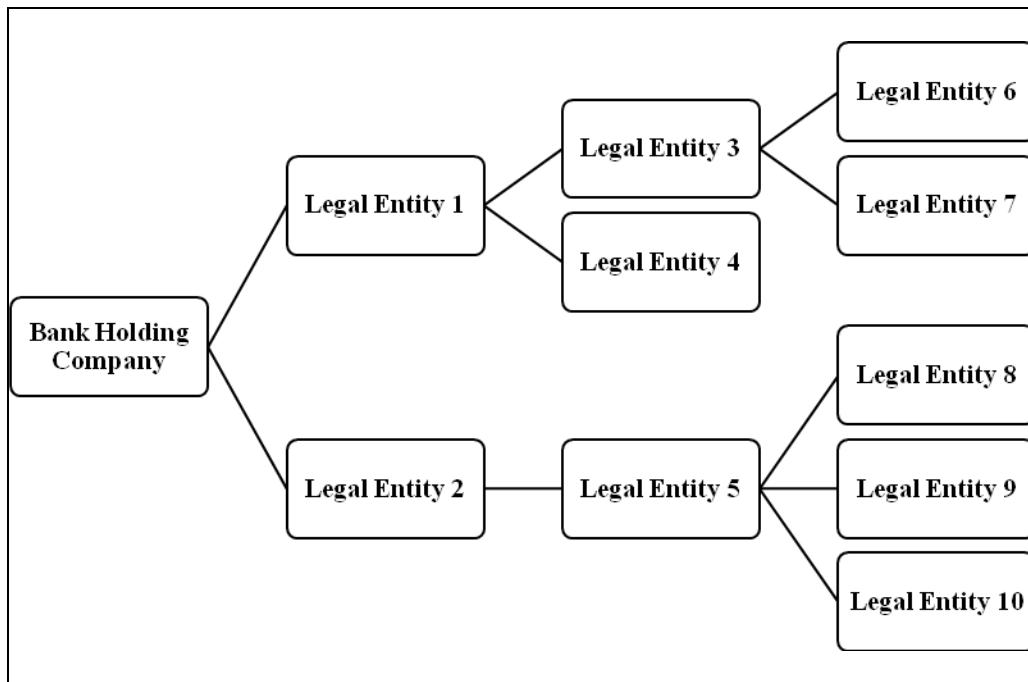 Bank Holding
Company
Legal Entity 1
Legal Entity 2
Legal Entity 3
Legal Entity 4
Legal Entity 5
Legal Entity 6
Legal Entity 7
Legal Entity 8
Legal Entity 9
Legal Entity 10